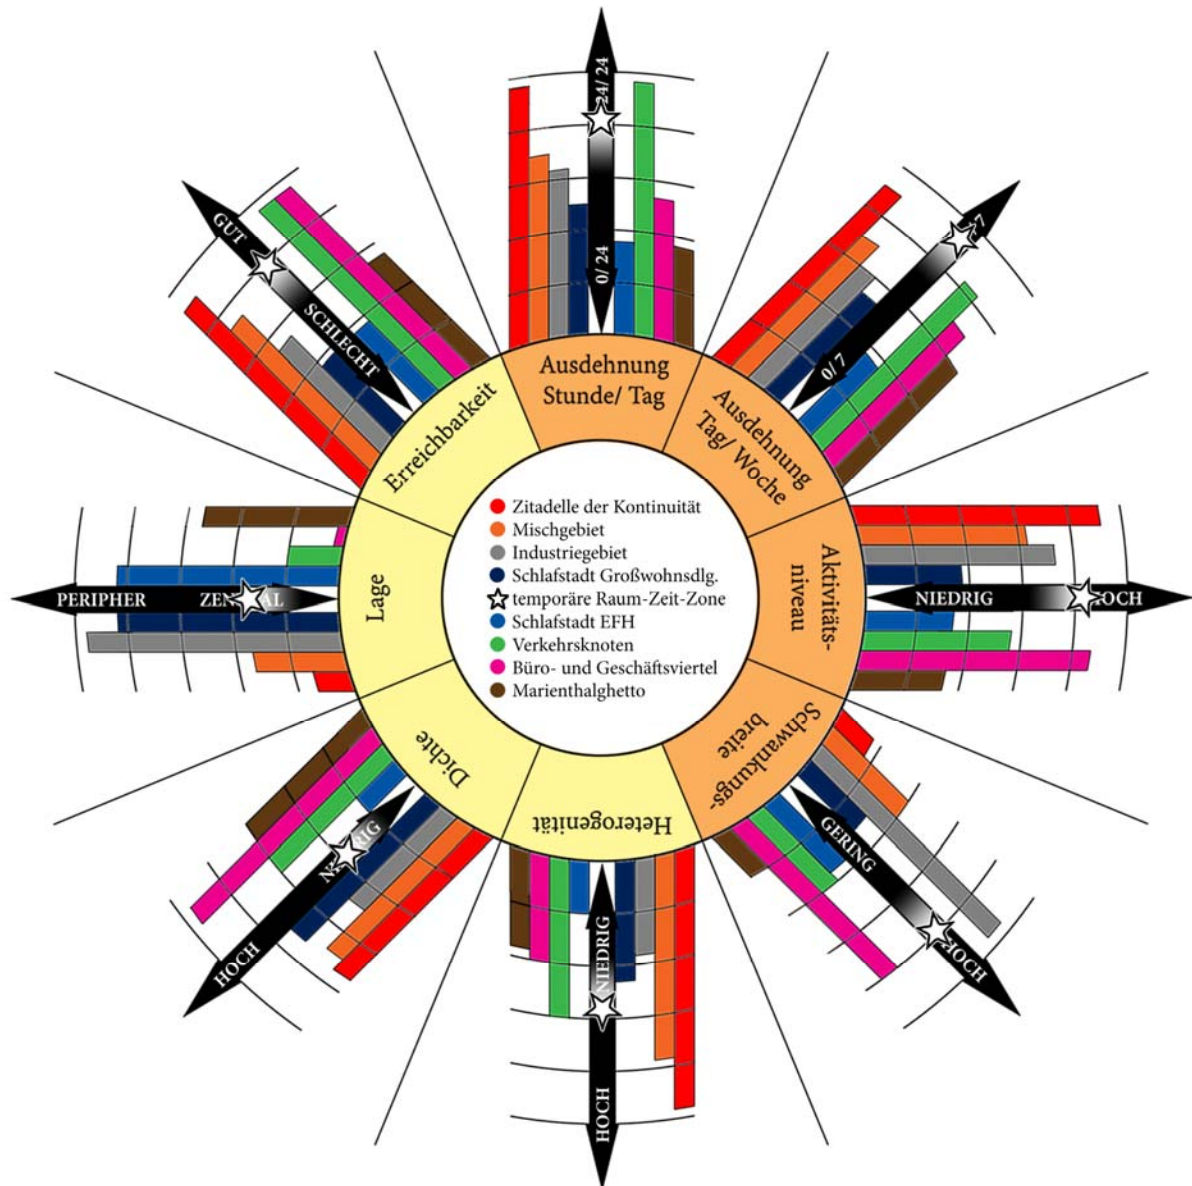 24/ 24
0/ 24
Ausdehnung
Stunde/ Tag
0/ 7
Ausdehnung
Tag/ Woche
NIEDRIG
Aktivitäts-
niveau
GERING
HOCH
Schwankungs-
breite
NIEDRIG
HOCH
Heterogenität
HOCH
Dichte
PERIPHER
Lage
GUT
SCHLECHT
Erreichbarkeit
Zitadelle der Kontinuität
Mischgebiet
Industriegebiet
Schlafstadt Großwohnsdlg.
temporäre Raum-Zeit-Zone
Schlafstadt EFH
Verkehrsknoten
Büro- und Geschäftsviertel
Marienthalghetto